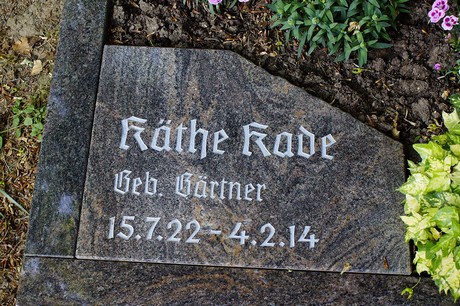 Käthe Kade
Geb. Gärtner
15.7.22 – 4.2.14